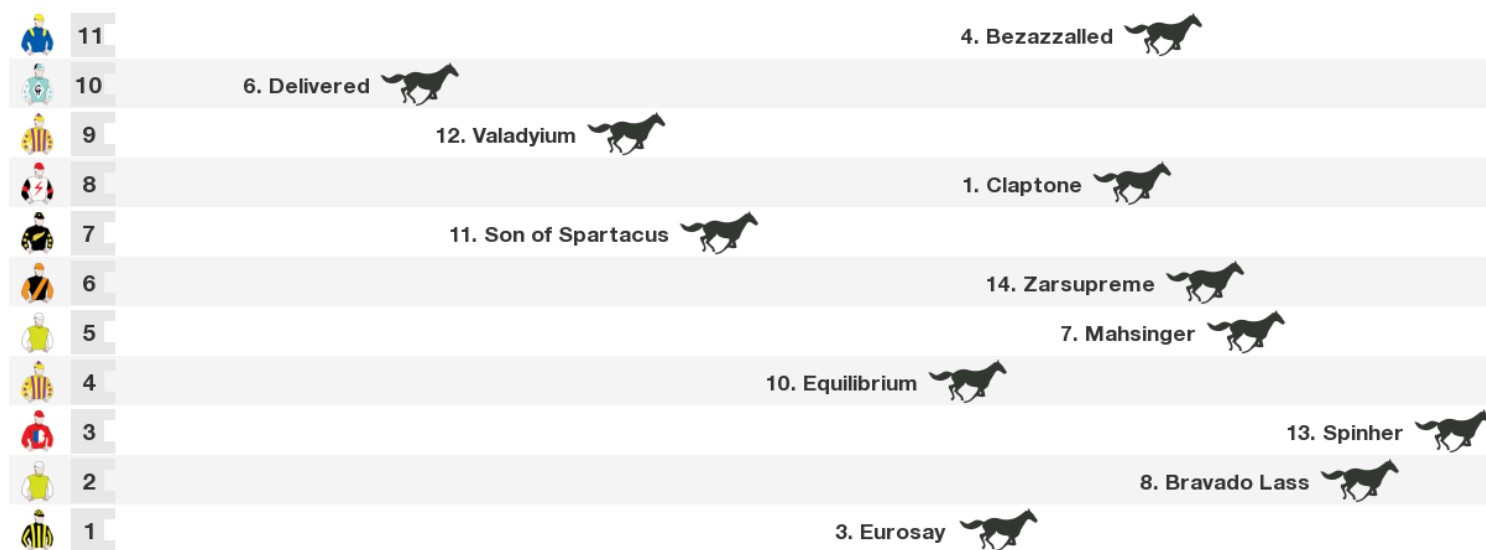 11 4. Bezazzalled
10 6. Delivered
9 12. Valadyium
8 1. Claptone
7 11. Son of Spartacus
6 14. Zarsupreme
5 7. Mahsinger
4 10. Equilibrium
3 13. Spinher
2 8. Bravado Lass
1 3. Eurosay